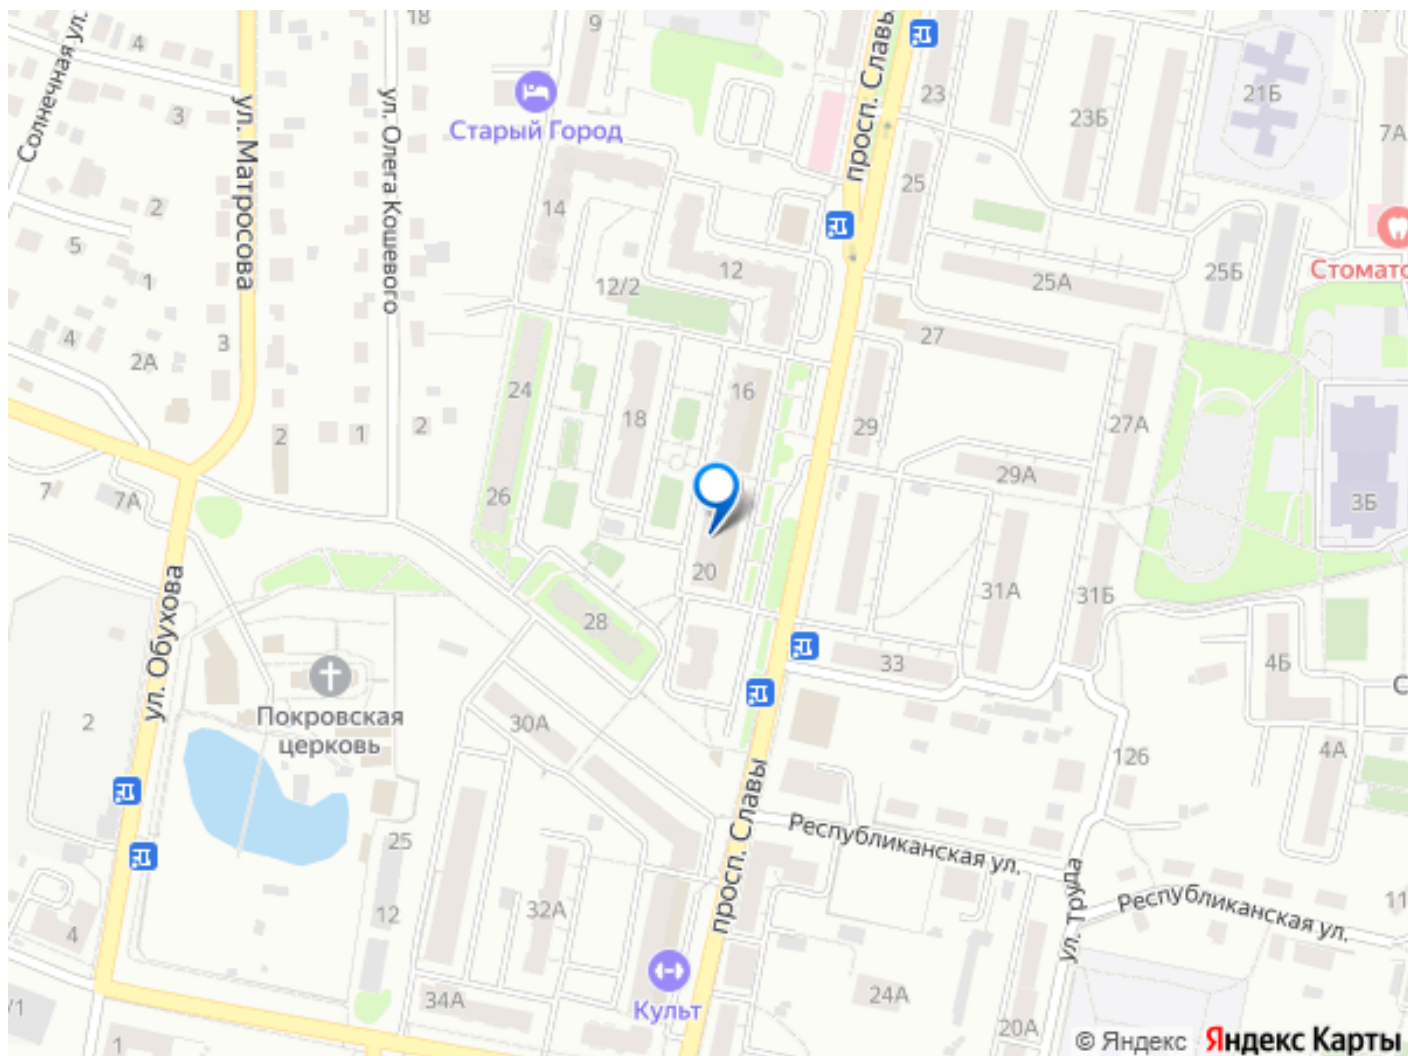 18
9
4
Солнечная ул.
просп. Славы
23
21Б
23Б
7А
3
ул. Матросова
ул. Олега Кошевого
Старый Город
25
2
14
5
12
25А
25Б
Стомато
1
12/2
4
2А
3
27
24
16
18
29
27А
2
1
2
29А
7
7А
26
3Б
20
31А
31Б
28
ул. Обухова
33
4Б
С
Покровская
церковь
2
30А
126
4А
просп. Славы
Республиканская ул.
25
ул. Труда
Республиканская ул.
11
12
32А
4
Культ
34А
24А
20А
/1
1
© Яндекс Яндекс Карты